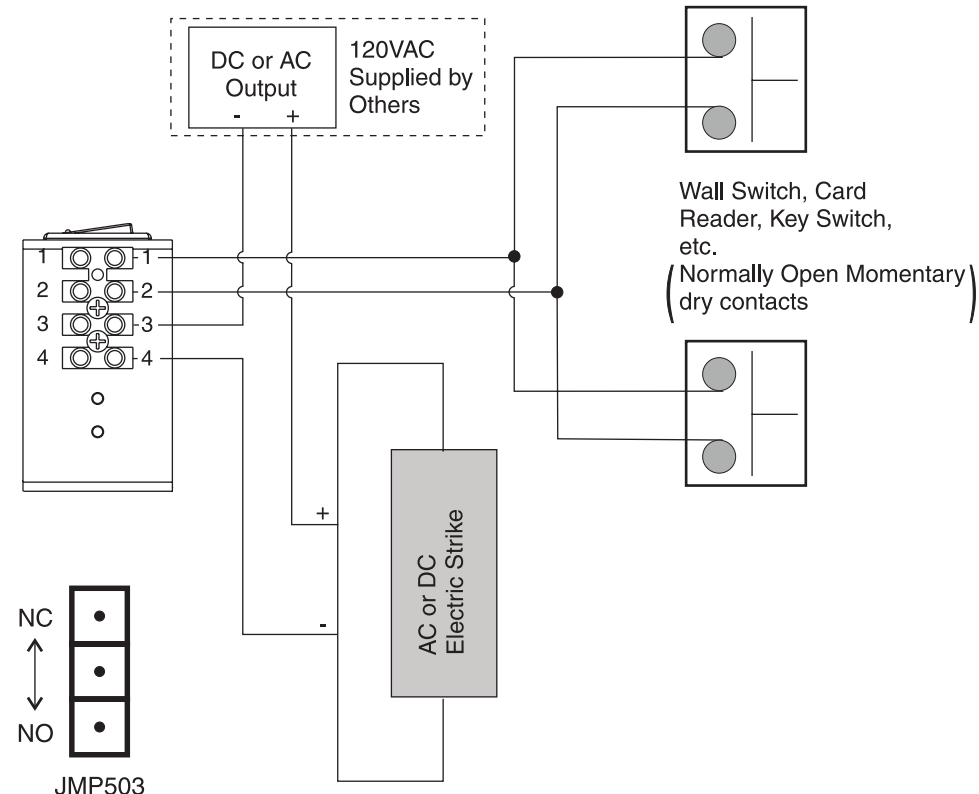 DC or AC
Output
- +
120VAC
Supplied by
Others
1 1
2 2
3 3
4 4
Wall Switch, Card
Reader, Key Switch,
etc.
(Normally Open Momentary
dry contacts)
+
-
AC or DC
Electric Strike
NC
NO
JMP503